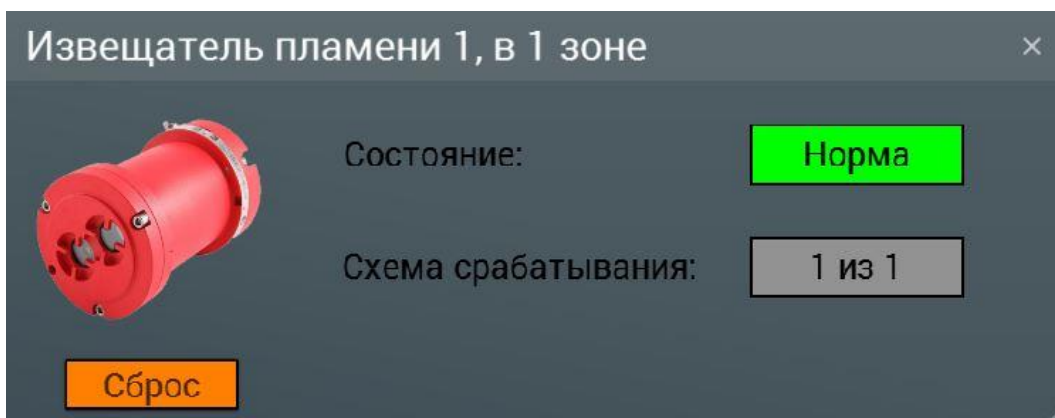 Извещатель пламени 1, в 1 зоне
Состояние: Норма
Схема срабатывания: 1 из 1
Сброс